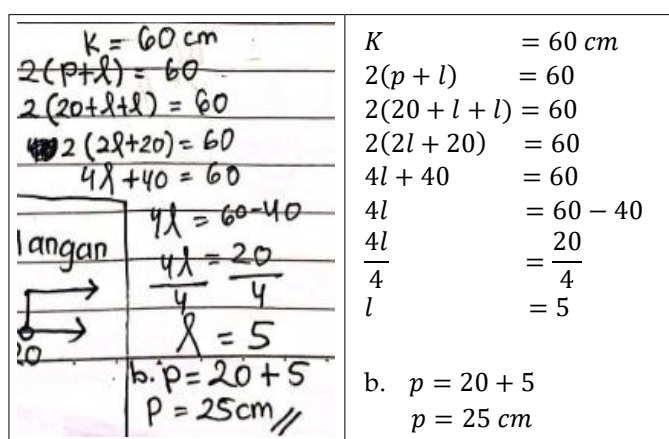 K = 60 cm
2(P+l) = 60
2(20+l+l) = 60
2(2l+20) = 60
4l+40 = 60
4l = 60-40
4l/4 = 20/4
l = 5
b. P = 20 + 5
P = 25 cm //
langan
20
K = 60 cm
2(p + l) = 60
2(20 + l + l) = 60
2(2l + 20) = 60
4l + 40 = 60
4l = 60 − 40
4l/4 = 20/4
l = 5
b. p = 20 + 5
p = 25 cm